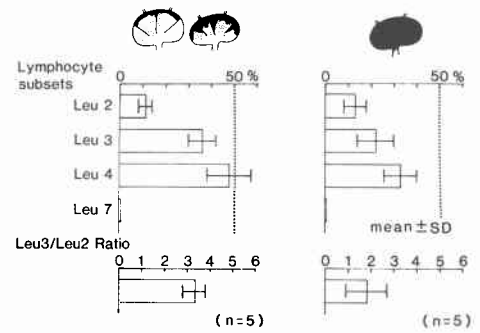 Lymphocyte subsets
0 50 %
0 50 %
Leu 2
Leu 3
Leu 4
Leu 7
mean ± SD
Leu3/Leu2 Ratio
0 1 2 3 4 5 6
0 1 2 3 4 5 6
(n=5)
(n=5)